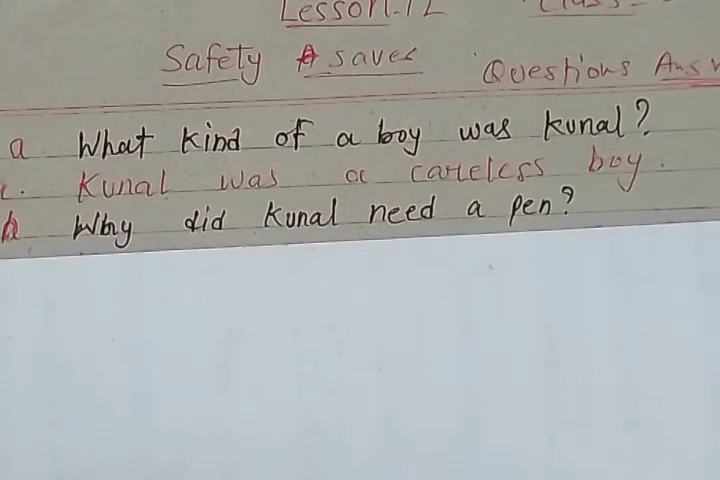 Lesson.12
Safety saves Questions
a What kind of a boy was kunal?
Kunal was a careless boy.
b Why did kunal need a pen?